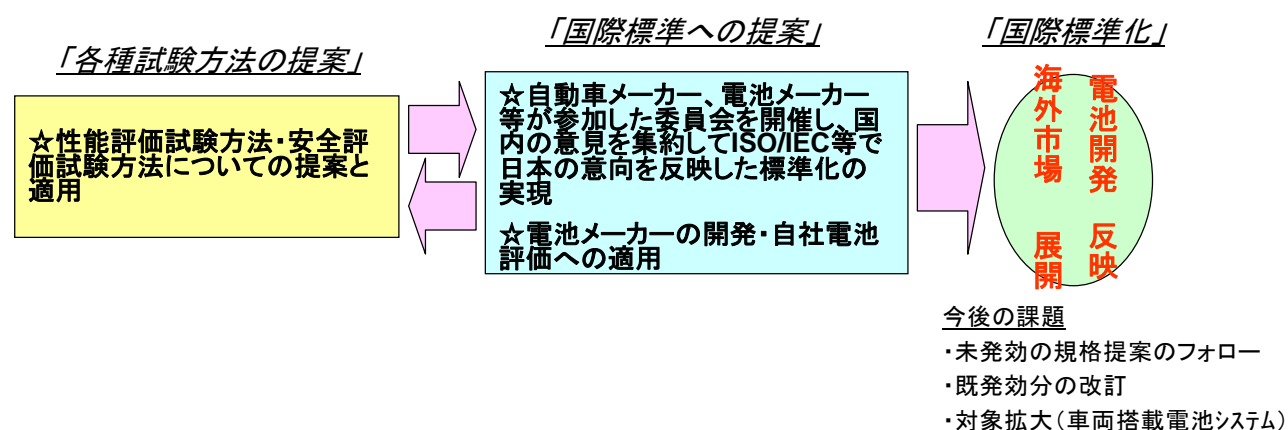 「各種試験方法の提案」
☆性能評価試験方法・安全評
価試験方法についての提案と
適用
「国際標準への提案」
☆自動車メーカー、電池メーカー
等が参加した委員会を開催し、国
内の意見を集約してISO/IEC等で
日本の意向を反映した標準化の
実現
☆電池メーカーの開発・自社電池
評価への適用
「国際標準化」
電池開発 反映
海外市場 展開
今後の課題
・未発効の規格提案のフォロー
・既発効分の改訂
・対象拡大(車両搭載電池システム)